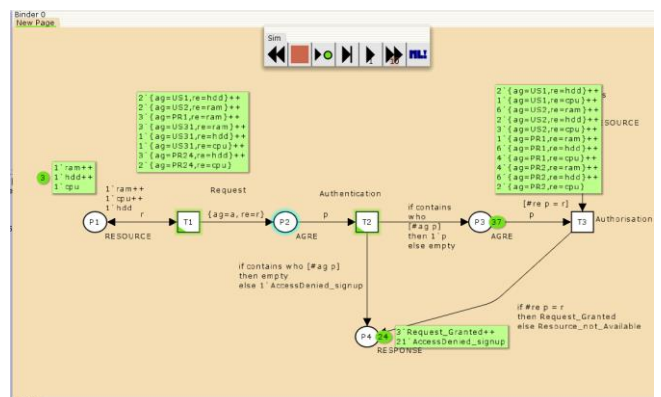 Binder 0
New Page
Sim
1
10
ML!
2`{ag=US1,re=hdd}++
2`{ag=US2,re=ram}++
3`{ag=PR1,re=ram}++
3`{ag=US31,re=ram}++
1`{ag=US31,re=hdd}++
1`{ag=US31,re=cpu}++
3`{ag=PR24,re=hdd}++
2`{ag=PR24,re=cpu}
2`{ag=US1,re=hdd}++
1`{ag=US1,re=cpu}++
6`{ag=US2,re=ram}++
2`{ag=US2,re=hdd}++
3`{ag=US2,re=cpu}++
1`{ag=PR1,re=ram}++
6`{ag=PR1,re=hdd}++
4`{ag=PR1,re=cpu}++
4`{ag=PR2,re=ram}++
6`{ag=PR2,re=hdd}++
2`{ag=PR2,re=cpu}
s
SOURCE
3
1`ram++
1`hdd++
1`cpu
1`ram++
1`cpu++
1`hdd
r
P1
RESOURCE
Request
T1
{ag=a, re=r}
P2
AGRE
p
Authentication
T2
if contains
who
[#ag p]
then 1`p
else empty
P3
37
AGRE
[#re p = r]
p
T3
Authorisation
if contains who [#ag p]
then empty
else 1`AccessDenied_signup
if #re p = r
then Request_Granted
else Resource_not_Available
P4
24
3`Request_Granted++
21`AccessDenied_signup
RESPONSE